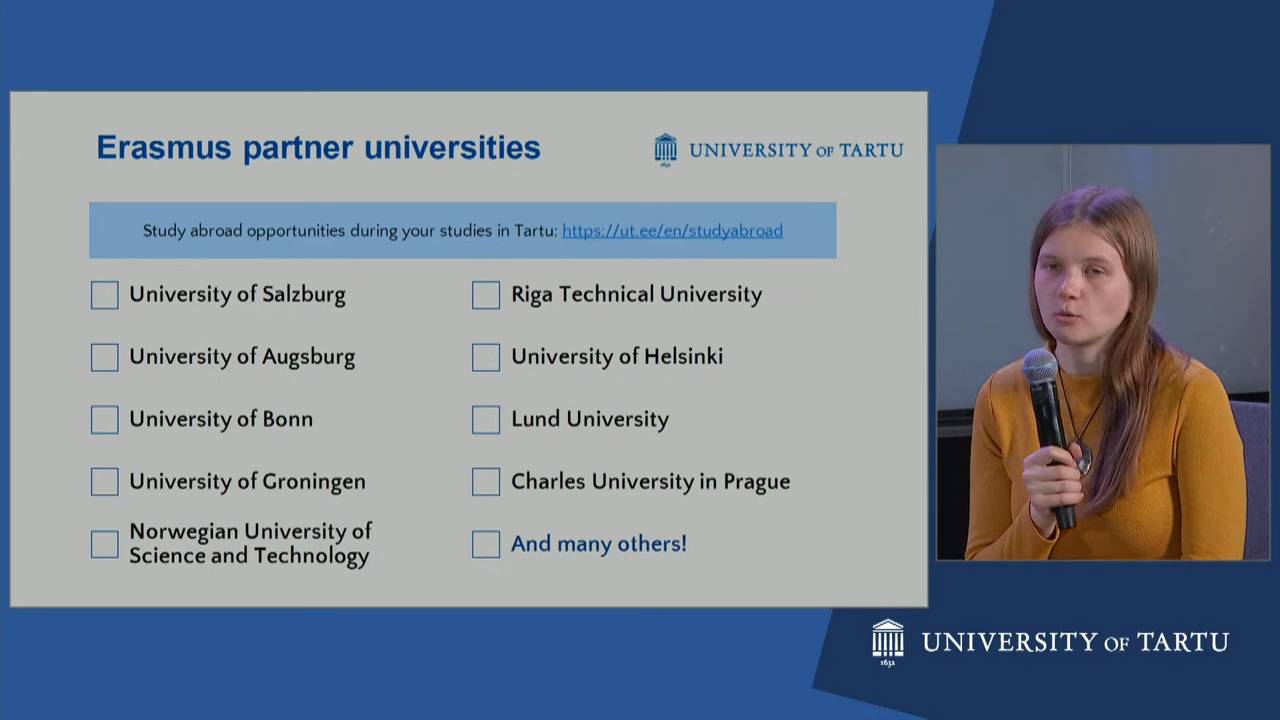 Erasmus partner universities
UNIVERSITY OF TARTU
1632
Study abroad opportunities during your studies in Tartu: https://ut.ee/en/studyabroad
University of Salzburg
University of Augsburg
University of Bonn
University of Groningen
Norwegian University of
Science and Technology
Riga Technical University
University of Helsinki
Lund University
Charles University in Prague
And many others!
UNIVERSITY OF TARTU
1632